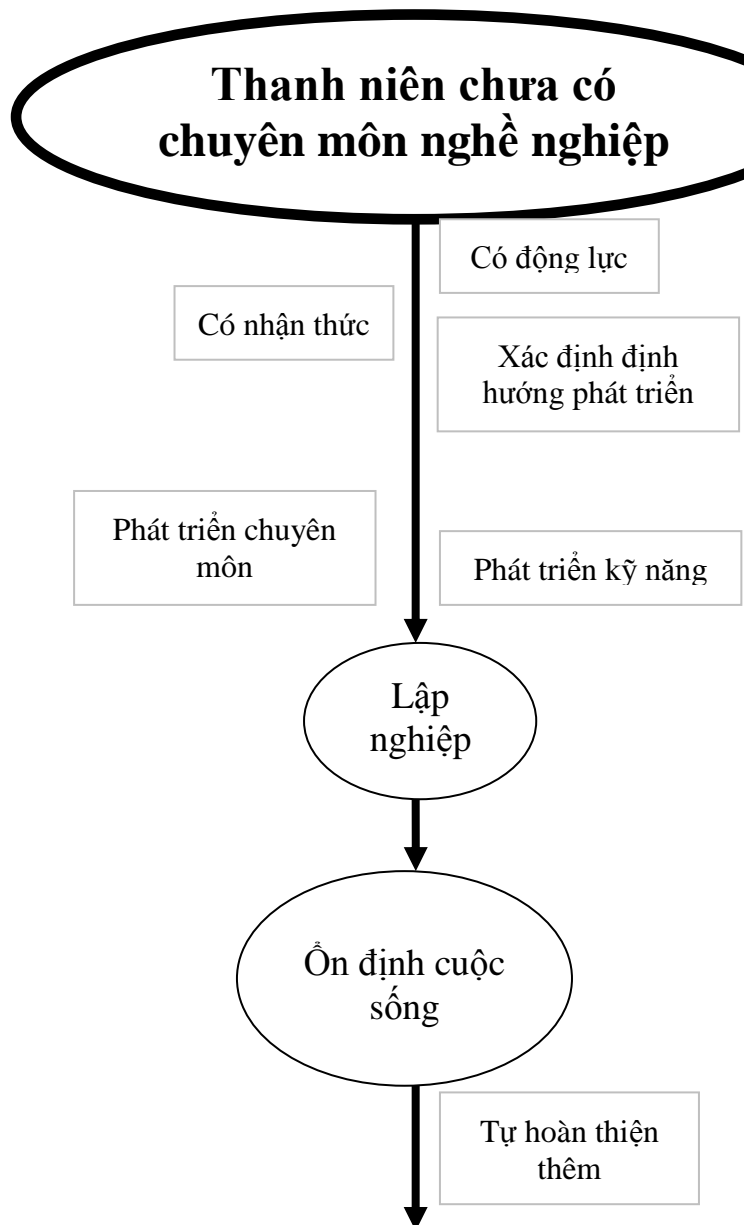 Thanh niên chưa có
chuyên môn nghề nghiệp
Có động lực
Có nhận thức
Xác định định
hướng phát triển
Phát triển chuyên
môn
Phát triển kỹ năng
Lập
nghiệp
Ổn định cuộc
sống
Tự hoàn thiện
thêm